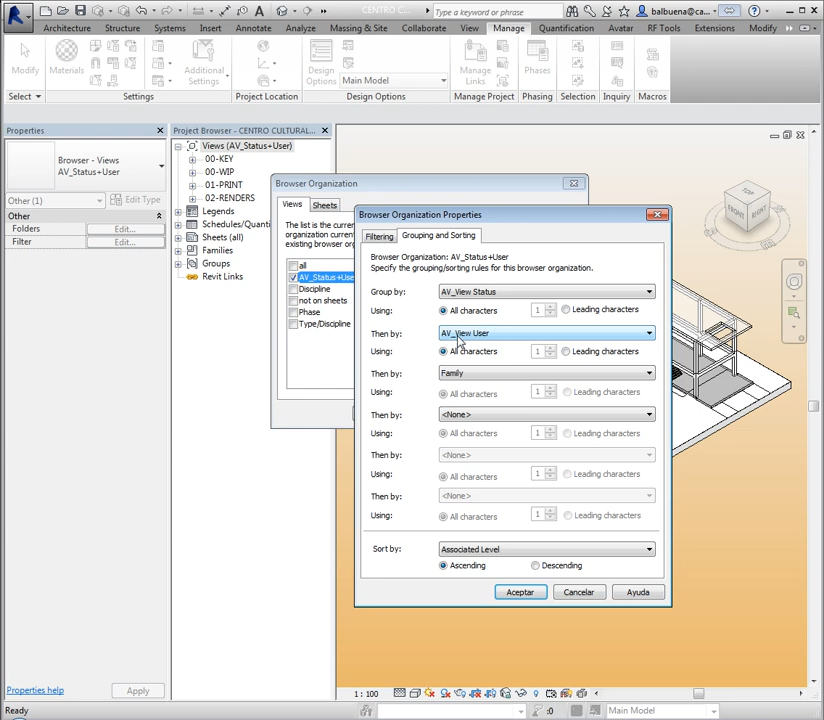 CENTRO C...
Type a keyword or phrase
balbuena@ca...
Architecture Structure Systems Insert Annotate Analyze Massing & Site Collaborate View Manage Quantification Avatar RF Tools Extensions Modify
Modify Materials Additional Settings Design Options Main Model Manage Links Phases
Select Settings Project Location Design Options Manage Project Phasing Selection Inquiry Macros
Properties
Browser - Views
AV_Status+User
Other (1) Edit Type
Other
Folders Edit...
Filter Edit...
Properties help Apply
Project Browser - CENTRO CULTURAL...
Views (AV_Status+User)
00-KEY
00-WIP
01-PRINT
02-RENDERS
Legends
Schedules/Quanti
Sheets (all)
Families
Groups
Revit Links
Browser Organization
Views Sheets
The list is the curren
organization current
existing browser or
all
AV_Status+Use
Discipline
not on sheets
Phase
Type/Discipline
Browser Organization Properties
Filtering Grouping and Sorting
Browser Organization: AV_Status+User
Specify the grouping/sorting rules for this browser organization.
Group by: AV_View Status
Using: All characters 1 Leading characters
Then by: AV_View User
Using: All characters 1 Leading characters
Then by: Family
Using: All characters 1 Leading characters
Then by: <None>
Using: All characters 1 Leading characters
Then by: <None>
Using: All characters 1 Leading characters
Then by: <None>
Using: All characters 1 Leading characters
Sort by: Associated Level
Ascending Descending
Aceptar Cancelar Ayuda
FRONT RIGHT
1 : 100
Ready :0 Main Model